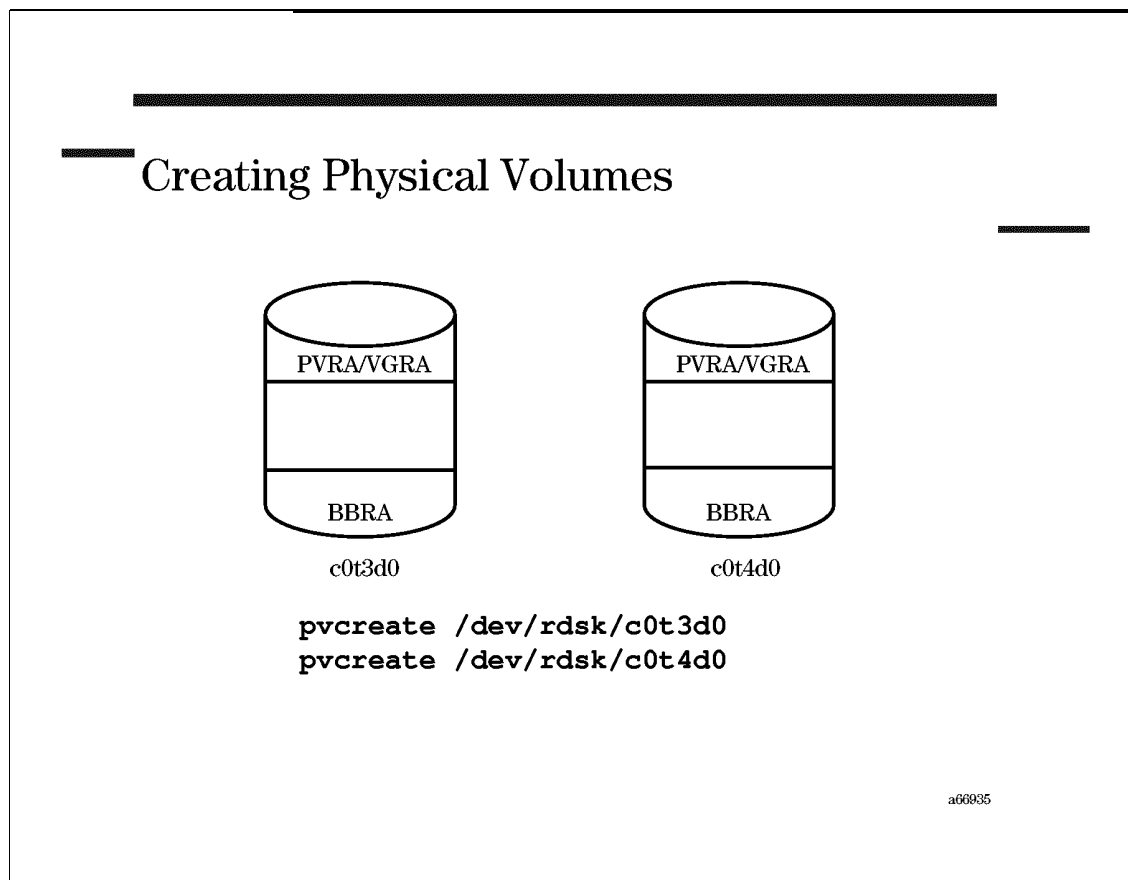 Creating Physical Volumes
PVRA/VGRA
PVRA/VGRA
BBRA
BBRA
c0t3d0
c0t4d0
pvcreate /dev/rdsk/c0t3d0
pvcreate /dev/rdsk/c0t4d0
a66935